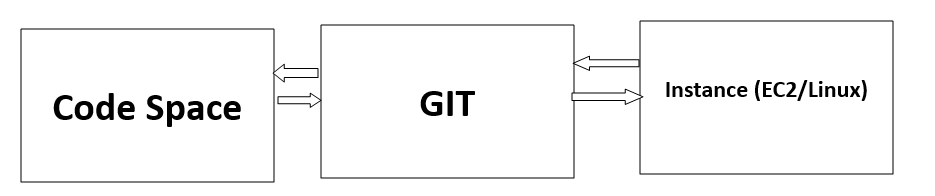 Code Space
GIT
Instance (EC2/Linux)